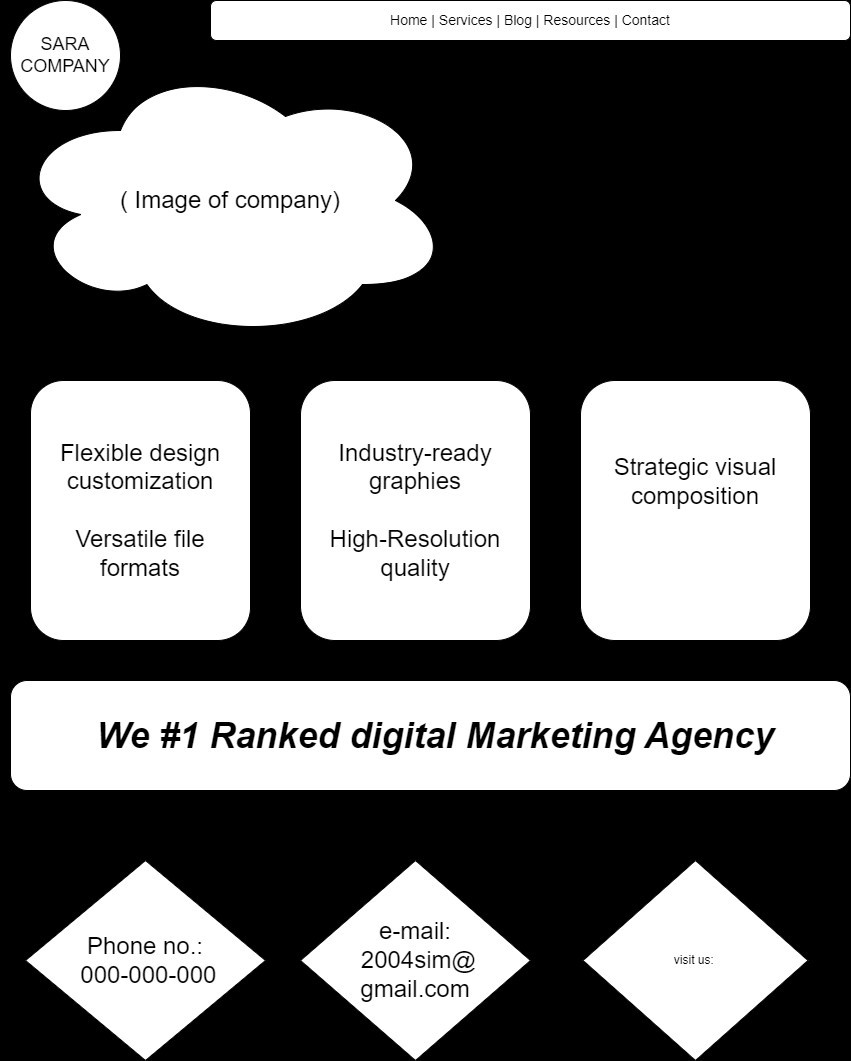 SARA
COMPANY
Home | Services | Blog | Resources | Contact
( Image of company)
Flexible design
customization
Versatile file
formats
Industry-ready
graphies
High-Resolution
quality
Strategic visual
composition
We #1 Ranked digital Marketing Agency
Phone no.:
000-000-000
e-mail:
2004sim@
gmail.com
visit us: